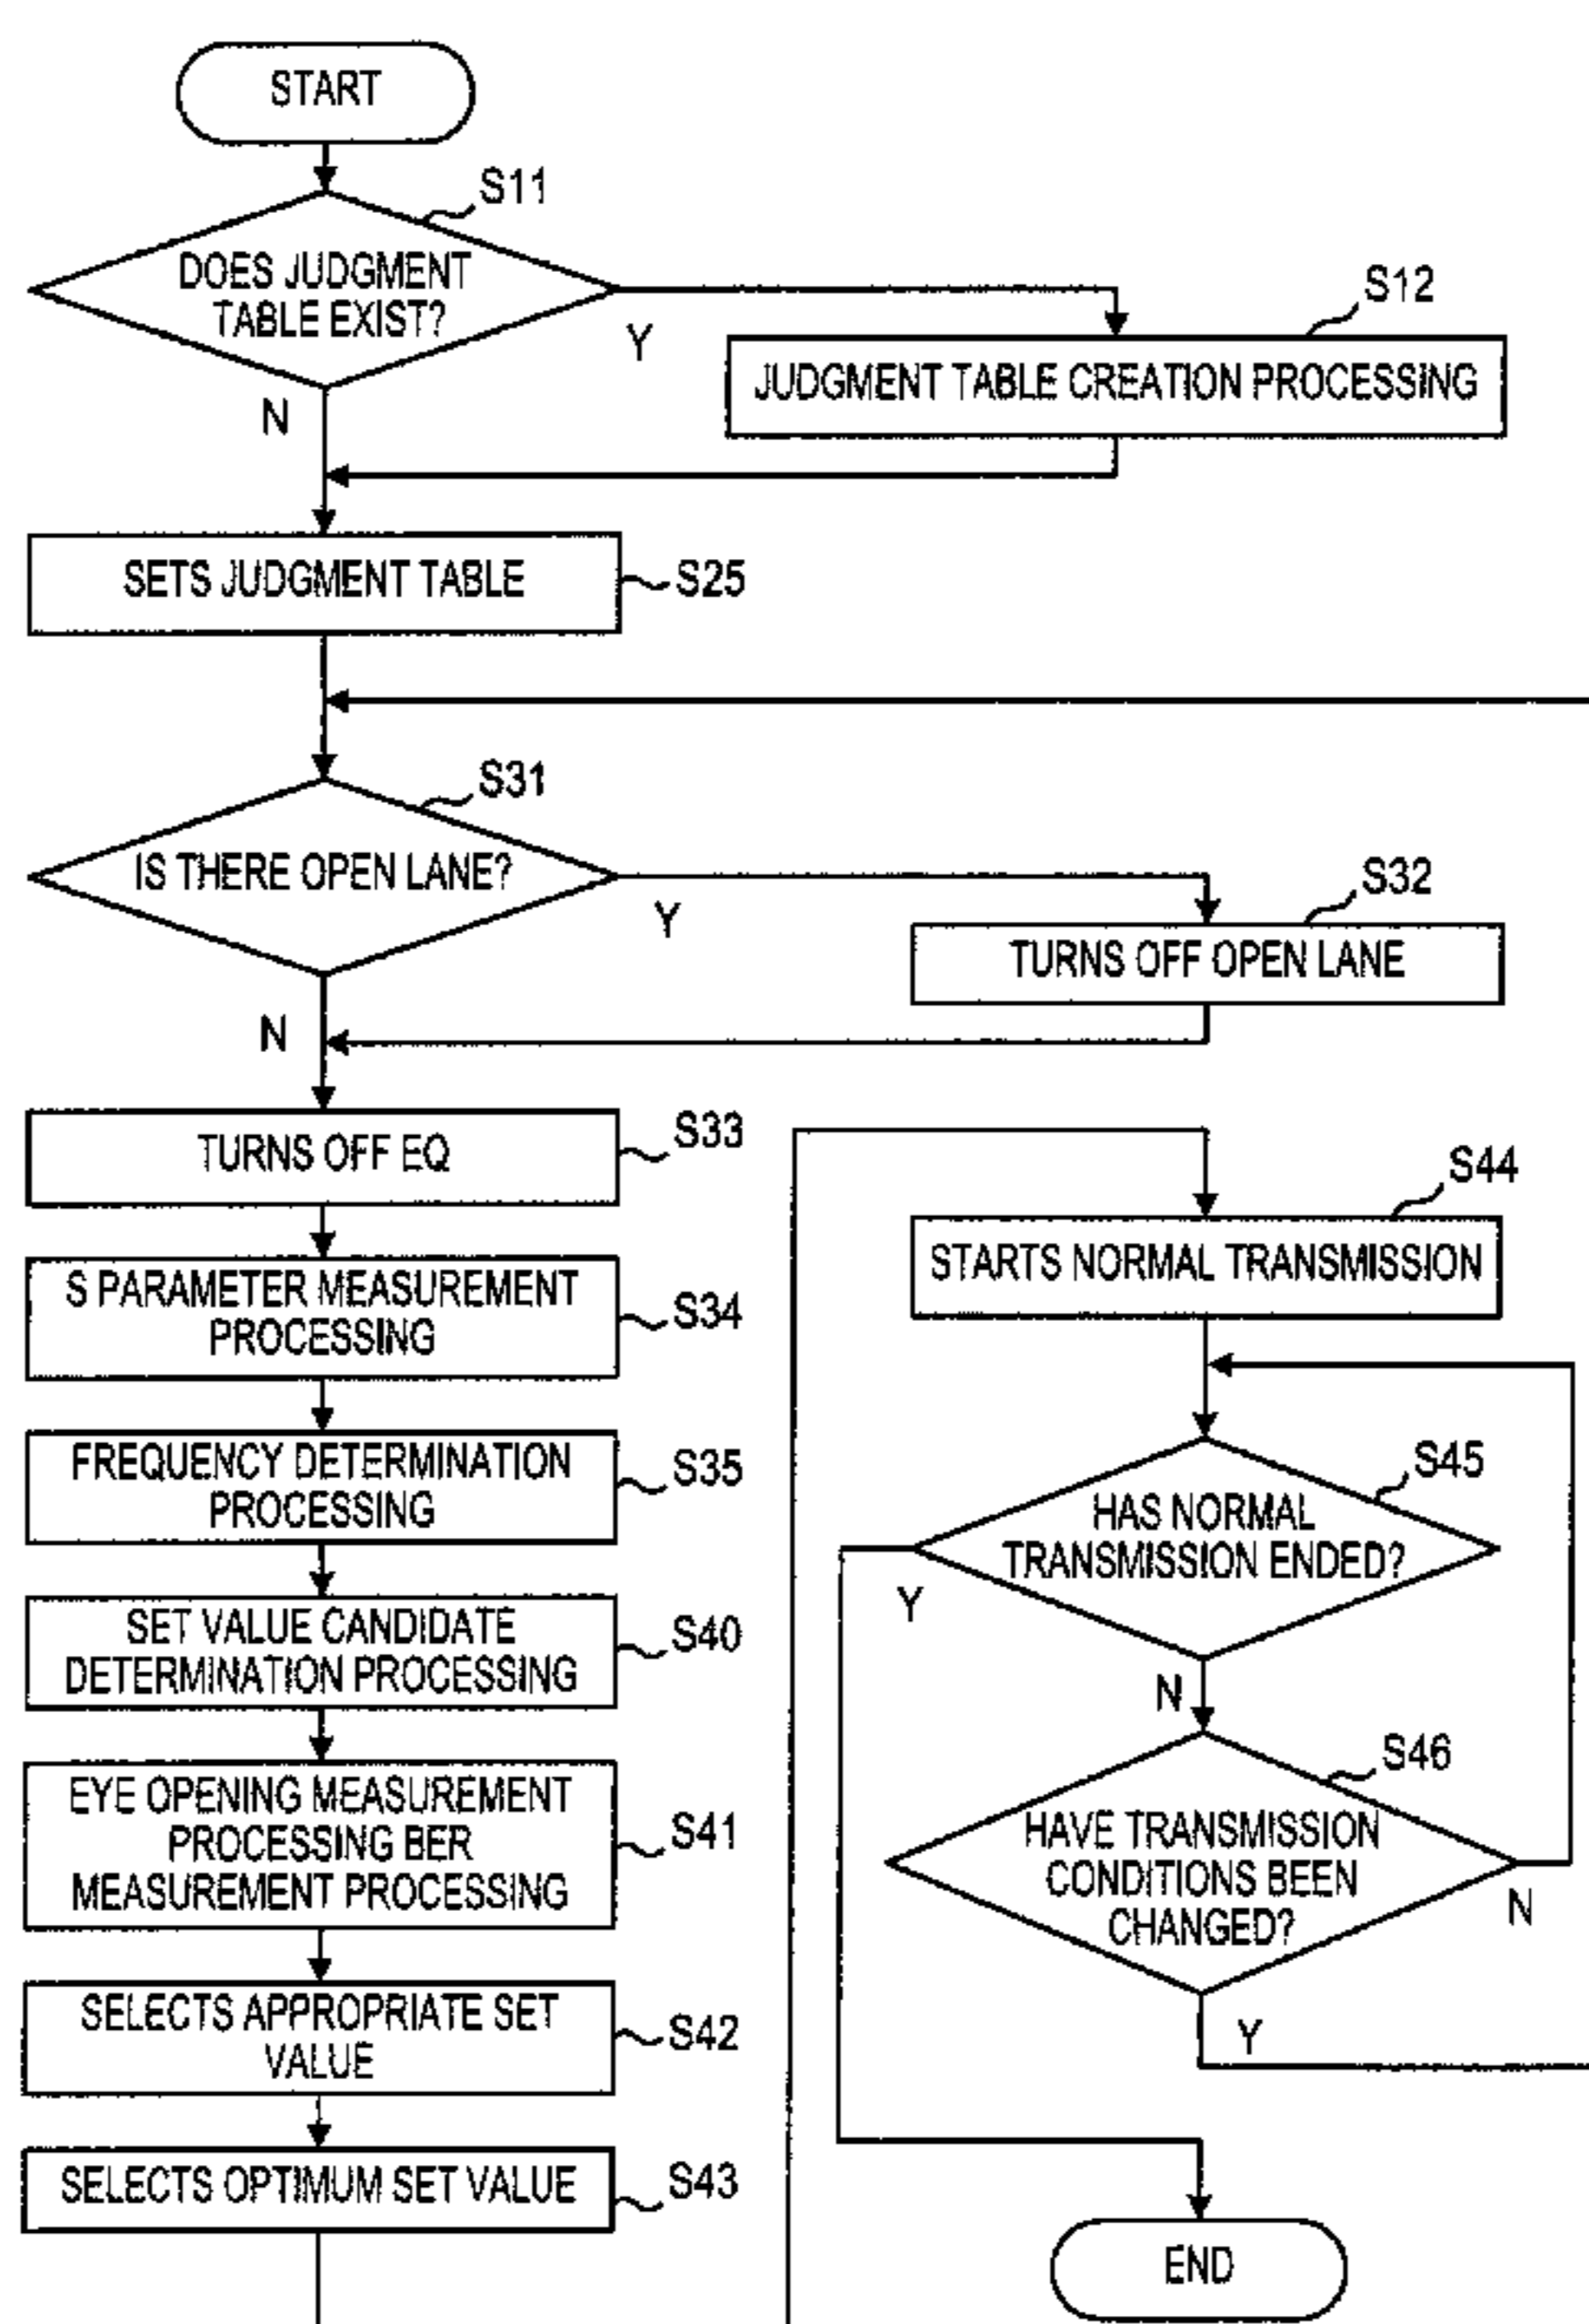 START
S11
DOES JUDGMENT
TABLE EXIST?
Y
N
S12
JUDGMENT TABLE CREATION PROCESSING
SETS JUDGMENT TABLE
S25
S31
IS THERE OPEN LANE?
Y
N
S32
TURNS OFF OPEN LANE
TURNS OFF EQ
S33
S PARAMETER MEASUREMENT
PROCESSING
S34
FREQUENCY DETERMINATION
PROCESSING
S35
SET VALUE CANDIDATE
DETERMINATION PROCESSING
S40
EYE OPENING MEASUREMENT
PROCESSING BER
MEASUREMENT PROCESSING
S41
SELECTS APPROPRIATE SET
VALUE
S42
SELECTS OPTIMUM SET VALUE
S43
S44
STARTS NORMAL TRANSMISSION
S45
HAS NORMAL
TRANSMISSION ENDED?
Y
N
S46
HAVE TRANSMISSION
CONDITIONS BEEN
CHANGED?
N
Y
END